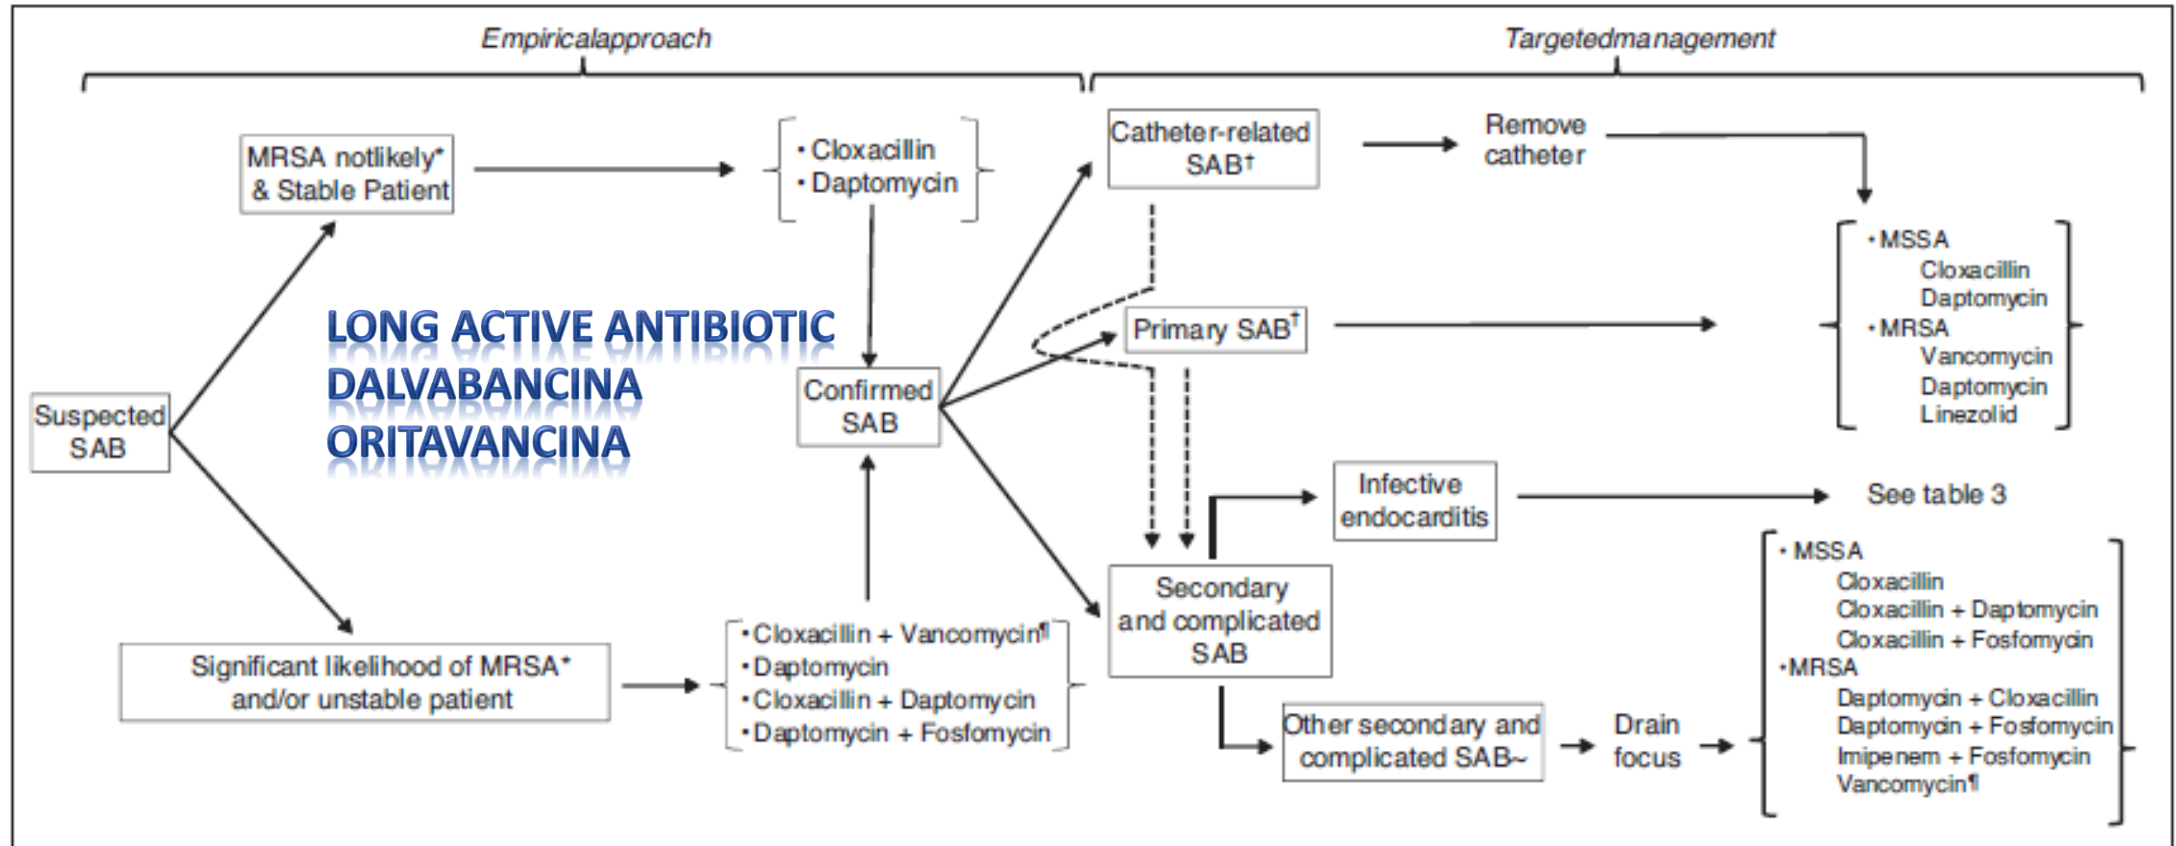 Empiricalapproach
Targetedmanagement
Suspected
SAB
MRSA notlikely*
& Stable Patient
• Cloxacillin
• Daptomycin
LONG ACTIVE ANTIBIOTIC
DALVABANCINA
ORITAVANCINA
Significant likelihood of MRSA*
and/or unstable patient
• Cloxacillin + Vancomycin¶
• Daptomycin
• Cloxacillin + Daptomycin
• Daptomycin + Fosfomycin
Confirmed
SAB
Catheter-related
SAB†
Remove
catheter
Primary SAB†
• MSSA
Cloxacillin
Daptomycin
• MRSA
Vancomycin
Daptomycin
Linezolid
Secondary
and complicated
SAB
Infective
endocarditis
See table 3
Other secondary and
complicated SAB~
Drain
focus
• MSSA
Cloxacillin
Cloxacillin + Daptomycin
Cloxacillin + Fosfomycin
•MRSA
Daptomycin + Cloxacillin
Daptomycin + Fosfomycin
Imipenem + Fosfomycin
Vancomycin¶